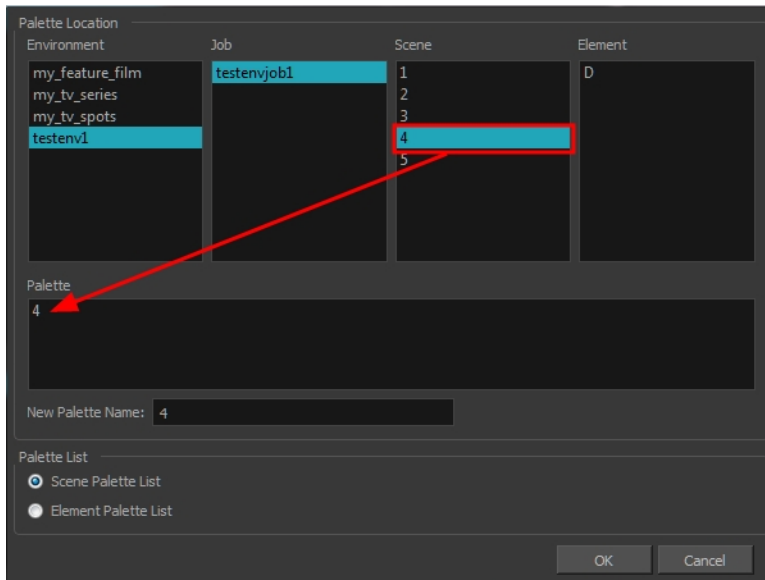 Palette Location
Environment Job Scene Element
my_feature_film testenvjob1 1 D
my_tv_series 2
my_tv_spots 3
testenv1 4
5
Palette
4
New Palette Name: 4
Palette List
Scene Palette List
Element Palette List
OK Cancel